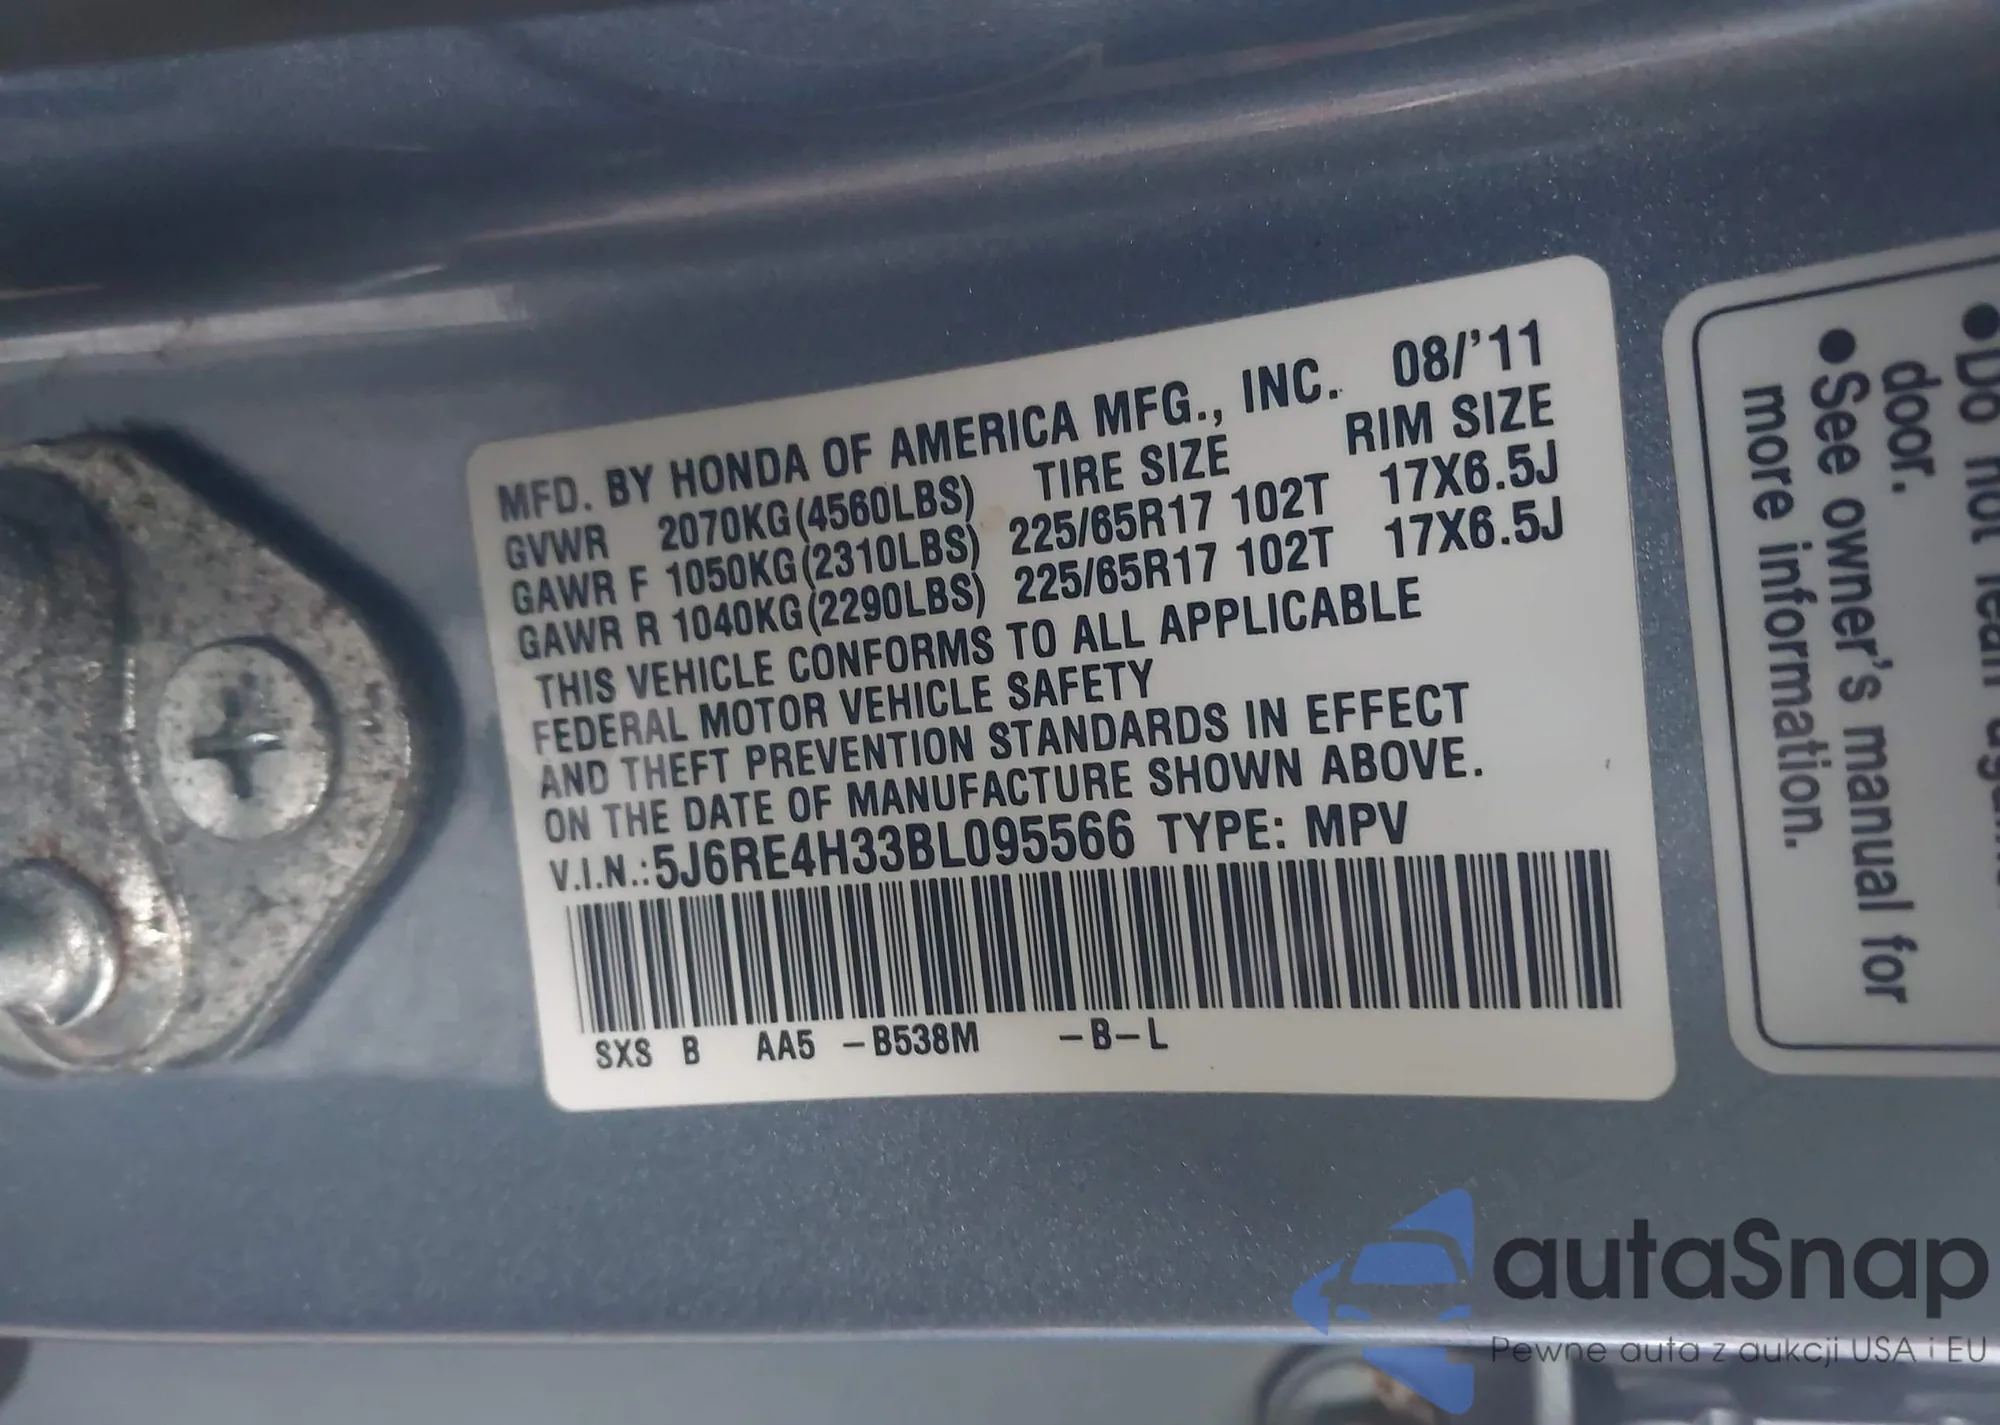 MFD. BY HONDA OF AMERICA MFG., INC. 08/'11
GVWR 2070KG(4560LBS) TIRE SIZE RIM SIZE
GAWR F 1050KG(2310LBS) 225/65R17 102T 17X6.5J
GAWR R 1040KG(2290LBS) 225/65R17 102T 17X6.5J
THIS VEHICLE CONFORMS TO ALL APPLICABLE
FEDERAL MOTOR VEHICLE SAFETY
AND THEFT PREVENTION STANDARDS IN EFFECT
ON THE DATE OF MANUFACTURE SHOWN ABOVE.
V.I.N.:5J6RE4H33BL095566 TYPE: MPV
SXS B AA5 -B538M -B-L
●Do not lean
door.
●See owner's manual for
more information.
autaSnap
Pewne auta z aukcji USA i EU